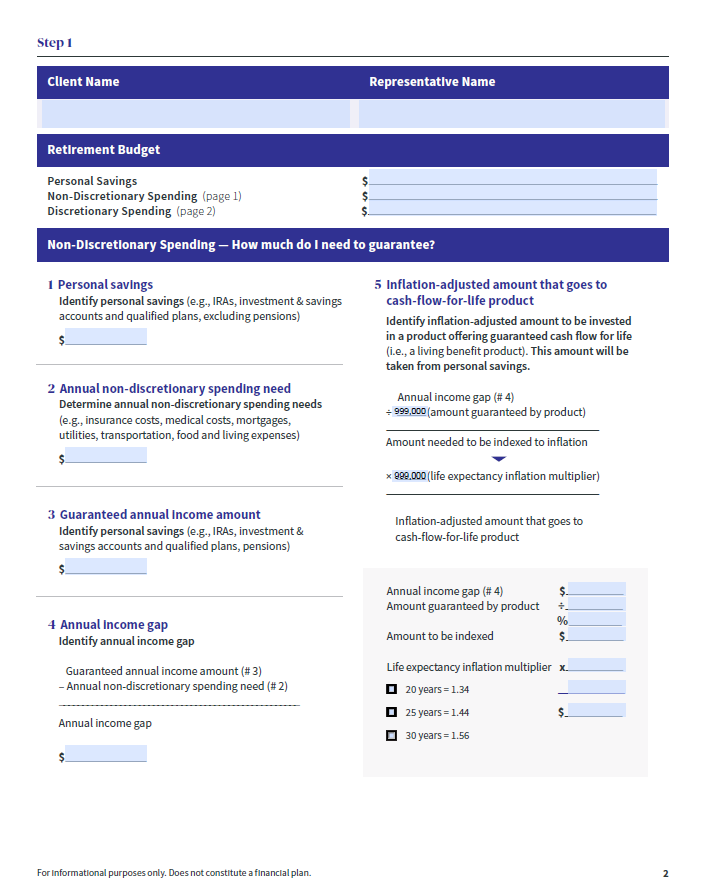 Step 1
Client Name
Representative Name
Retirement Budget
Personal Savings $
Non-Discretionary Spending (page 1) $
Discretionary Spending (page 2) $
Non-Discretionary Spending — How much do I need to guarantee?
1 Personal savings
Identify personal savings (e.g., IRAs, investment & savings
accounts and qualified plans, excluding pensions)
$
2 Annual non-discretionary spending need
Determine annual non-discretionary spending needs
(e.g., insurance costs, medical costs, mortgages,
utilities, transportation, food and living expenses)
$
3 Guaranteed annual income amount
Identify personal savings (e.g., IRAs, investment &
savings accounts and qualified plans, pensions)
$
4 Annual income gap
Identify annual income gap
Guaranteed annual income amount (# 3)
– Annual non-discretionary spending need (# 2)
Annual income gap
$
5 Inflation-adjusted amount that goes to
cash-flow-for-life product
Identify inflation-adjusted amount to be invested
in a product offering guaranteed cash flow for life
(i.e., a living benefit product). This amount will be
taken from personal savings.
Annual income gap (# 4)
÷ 999,000 (amount guaranteed by product)
Amount needed to be indexed to inflation
× 999,000 (life expectancy inflation multiplier)
Inflation-adjusted amount that goes to
cash-flow-for-life product
Annual income gap (# 4) $
Amount guaranteed by product ÷
%
Amount to be indexed $
Life expectancy inflation multiplier x
20 years = 1.34
25 years = 1.44 $
30 years = 1.56
For informational purposes only. Does not constitute a financial plan.
2